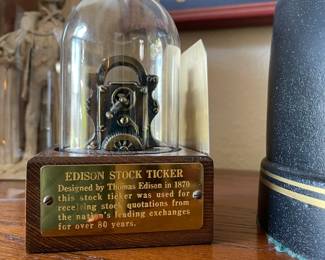 EDISON STOCK TICKER
Designed by Thomas Edison in 1870
this stock ticker was used for
receiving stock quotations from
the nation's leading exchanges
for over 80 years.